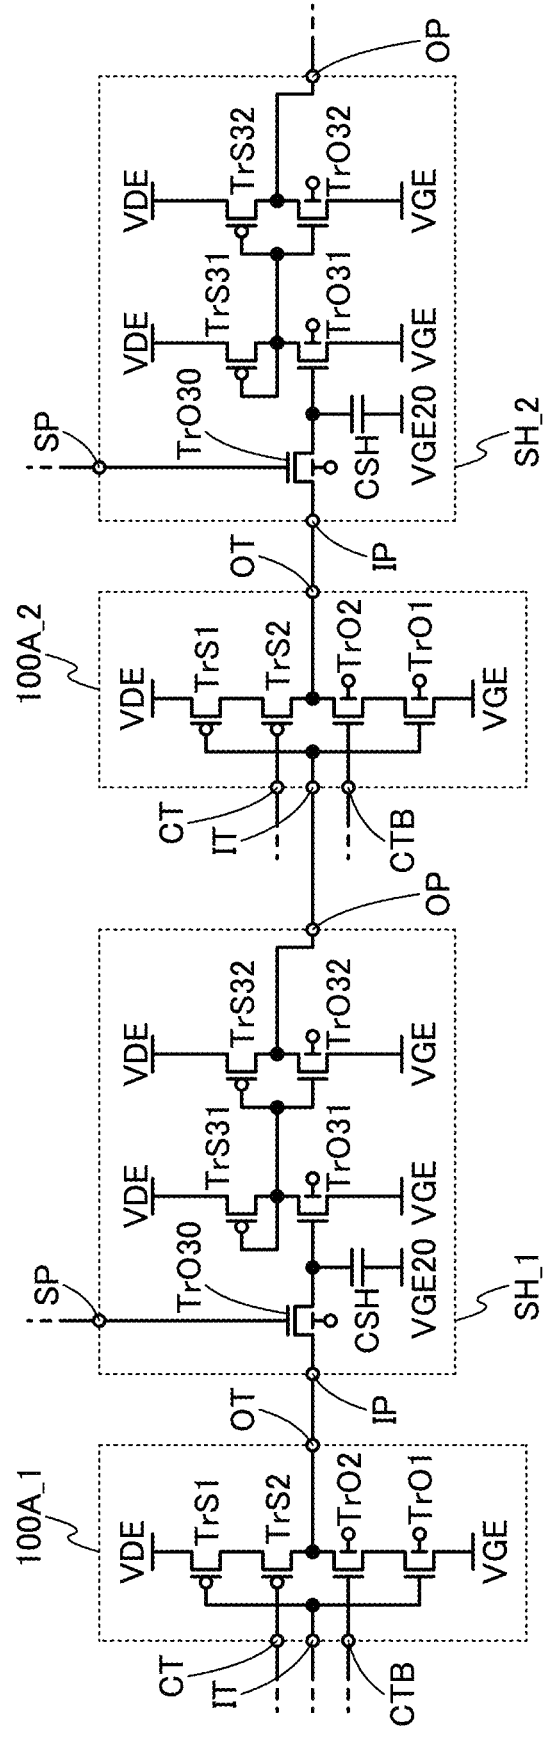 100A_1
VDE
TrS1
TrS2
TrO2
TrO1
VGE
CT
IT
CTB
OT
IP
SP
TrO30
CSH
VGE20
VDE
TrS31
TrO31
VGE
VDE
TrS32
TrO32
VGE
SH_1
OP
100A_2
VDE
TrS1
TrS2
TrO2
TrO1
VGE
CT
IT
CTB
OT
IP
SP
TrO30
CSH
VGE20
VDE
TrS31
TrO31
VGE
VDE
TrS32
TrO32
VGE
SH_2
OP